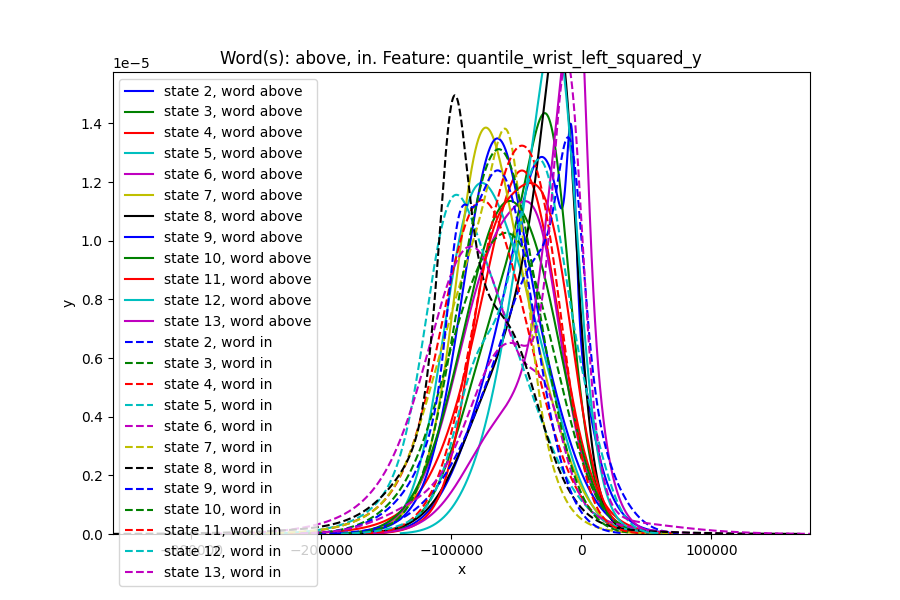 Word(s): above, in. Feature: quantile_wrist_left_squared_y
1e−5
1.4
1.2
1.0
0.8
0.6
0.4
0.2
0.0
y
state 2, word above
state 3, word above
state 4, word above
state 5, word above
state 6, word above
state 7, word above
state 8, word above
state 9, word above
state 10, word above
state 11, word above
state 12, word above
state 13, word above
state 2, word in
state 3, word in
state 4, word in
state 5, word in
state 6, word in
state 7, word in
state 8, word in
state 9, word in
state 10, word in
state 11, word in
state 12, word in
state 13, word in
−200000
−100000
0
100000
x